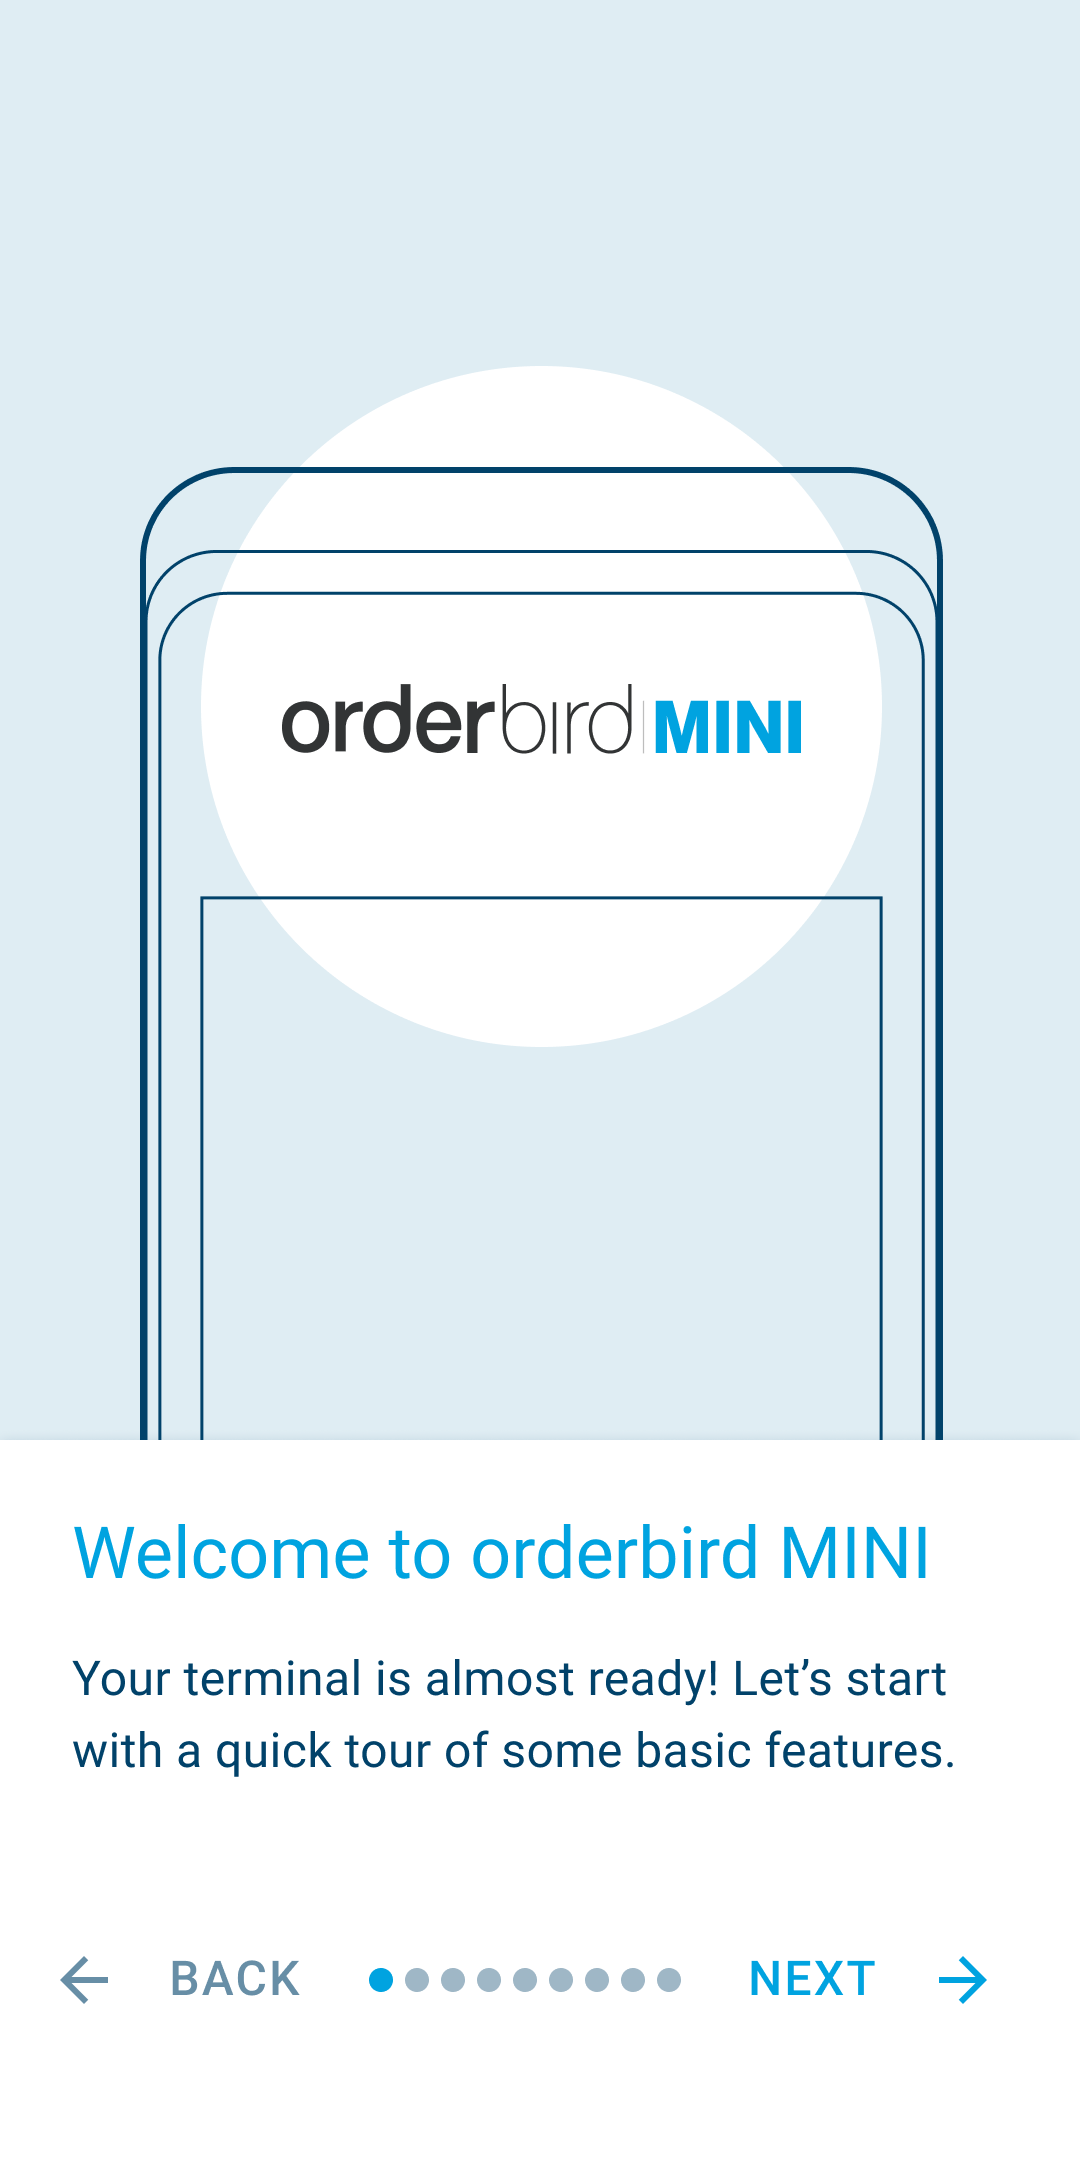 orderbird MINI
Welcome to orderbird MINI
Your terminal is almost ready! Let’s start
with a quick tour of some basic features.
BACK NEXT